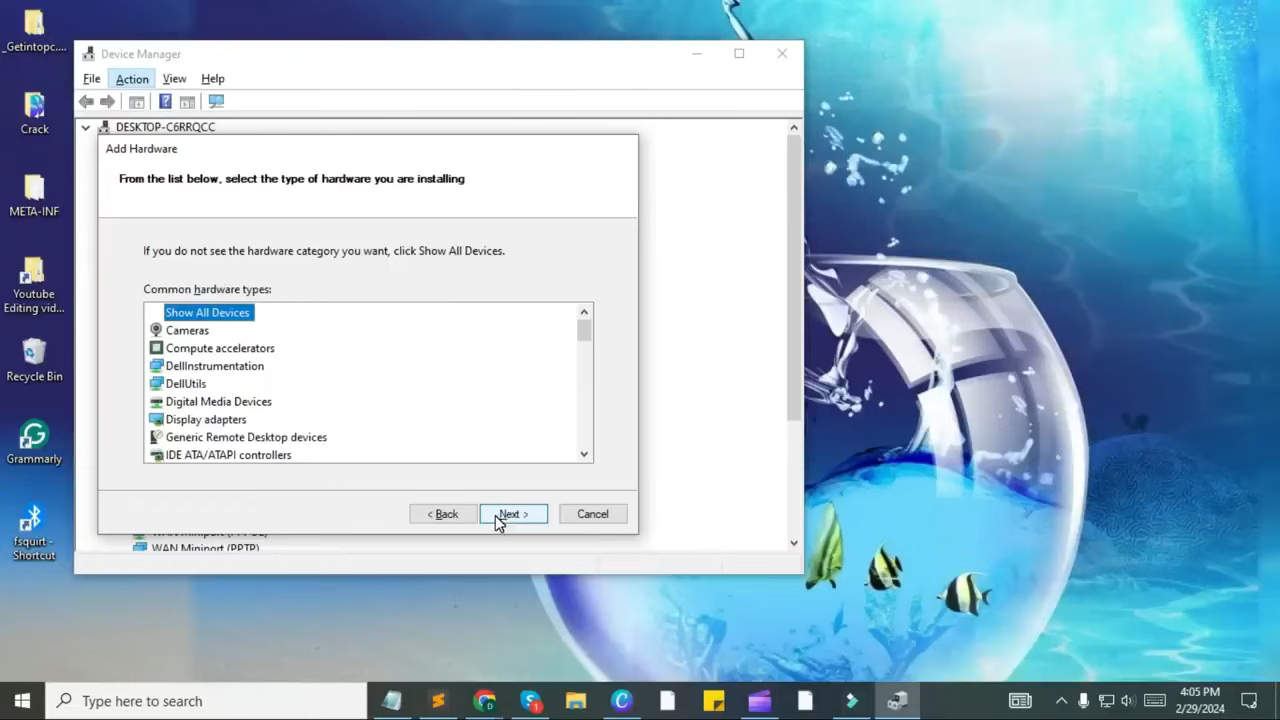 _Getintopc....
Crack
META-INF
Youtube
Editing vid...
Recycle Bin
Grammarly
fsquirt -
Shortcut
Device Manager
File Action View Help
DESKTOP-C6RRQCC
Add Hardware
From the list below, select the type of hardware you are installing
If you do not see the hardware category you want, click Show All Devices.
Common hardware types:
Show All Devices
Cameras
Compute accelerators
DellInstrumentation
DellUtils
Digital Media Devices
Display adapters
Generic Remote Desktop devices
IDE ATA/ATAPI controllers
< Back Next > Cancel
WAN Miniport (PPPOE)
WAN Miniport (PPTP)
Type here to search
4:05 PM
2/29/2024